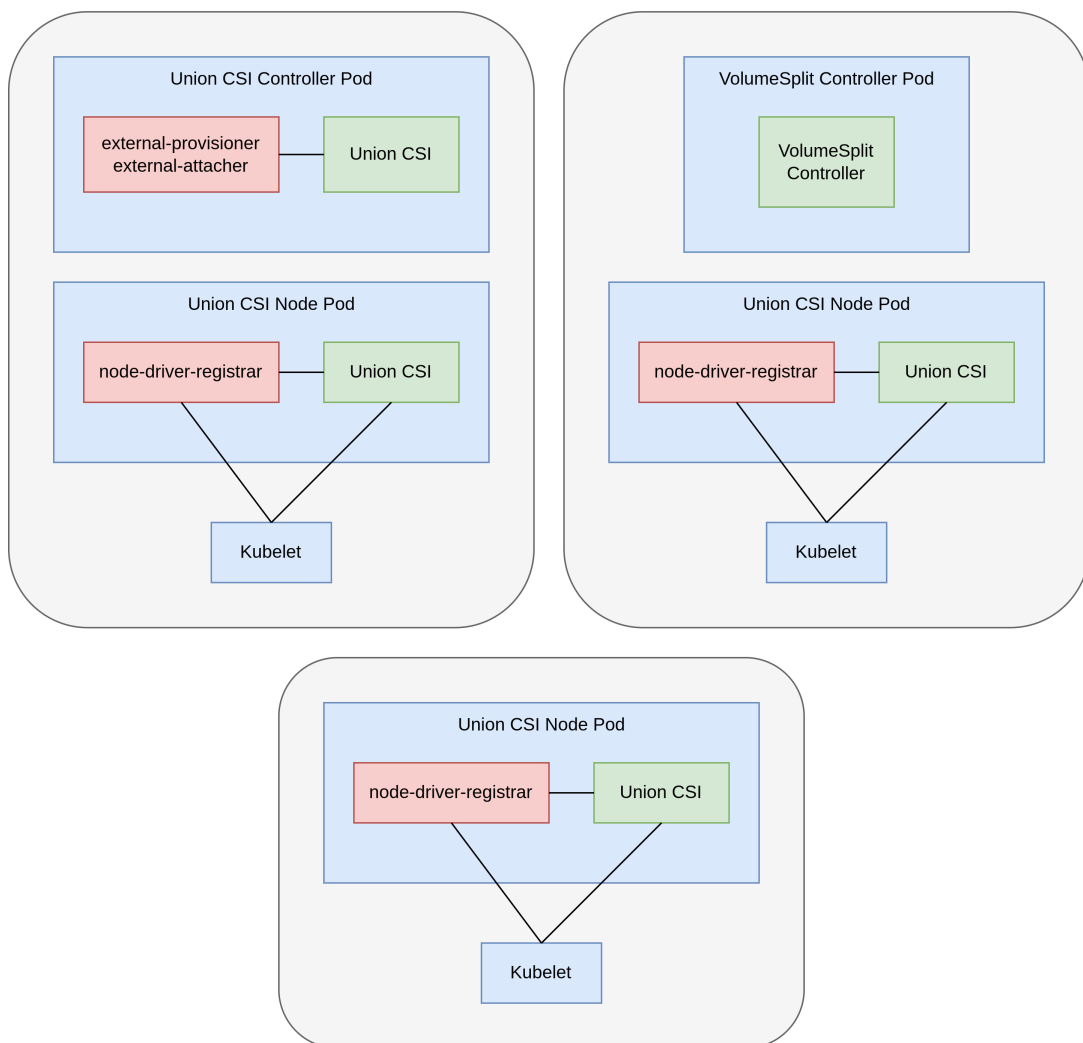 Union CSI Controller Pod
external-provisioner
external-attacher
Union CSI
Union CSI Node Pod
node-driver-registrar
Union CSI
Kubelet
VolumeSplit Controller Pod
VolumeSplit
Controller
Union CSI Node Pod
node-driver-registrar
Union CSI
Kubelet
Union CSI Node Pod
node-driver-registrar
Union CSI
Kubelet